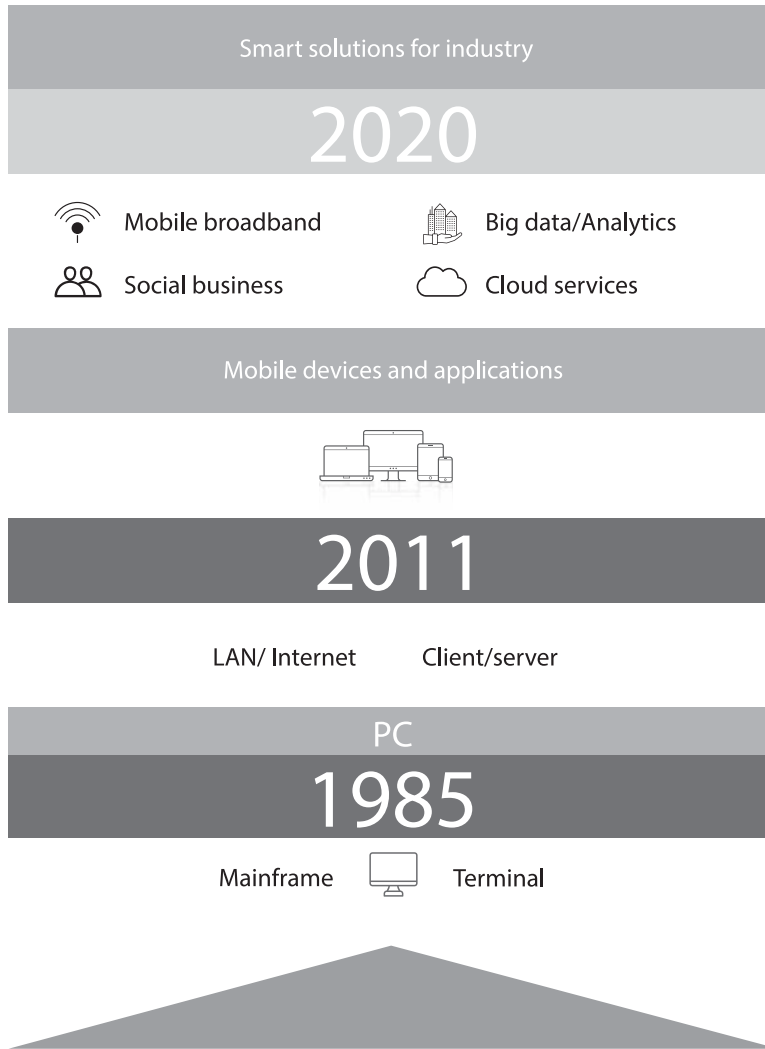 Smart solutions for industry
2020
Mobile broadband
Big data/Analytics
Social business
Cloud services
Mobile devices and applications
2011
LAN/ Internet
Client/server
PC
1985
Mainframe
Terminal